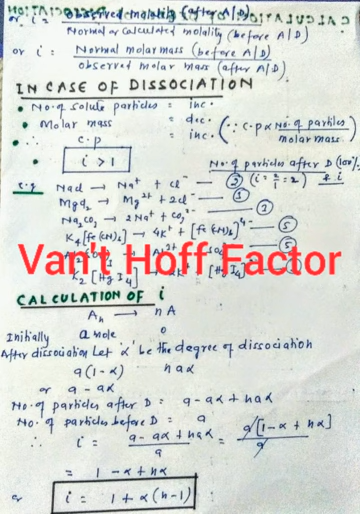 or, i = Observed molality (after A|D)
Normal or calculated molality (before A|D)
or i = Normal molar mass (before A|D)
observed molar mass (after A|D)
IN CASE OF DISSOCIATION
• No. of solute particles = inc.
• Molar mass = dec.
• ∴ C.P = inc. (∵ C.P ∝ No. of particles
molar mass
• i > 1
No. of particles after D (100%)
e.g NaCl → Na⁺ + Cl⁻ — ② (i = 2/1 = 2) & i
MgCl₂ → Mg²⁺ + 2Cl⁻ — ③
Na₂CO₃ → 2Na⁺ + CO₃²⁻ — ③
K₄[Fe(CN)₆] → 4K⁺ + [Fe(CN)₆]⁴⁻ — ⑤
Van't Hoff Factor
K₂[HgI₄]
CALCULATION OF i
Aₙ → nA
Initially a mole 0
After dissociation Let 'α' be the degree of dissociation
a(1-α) naα
or a - aα
No. of particles after D = a - aα + naα
No. of particles before D = a
∴ i = a - aα + naα / a = a[1 - α + nα] / a
= 1 - α + nα
or i = 1 + α(n-1)